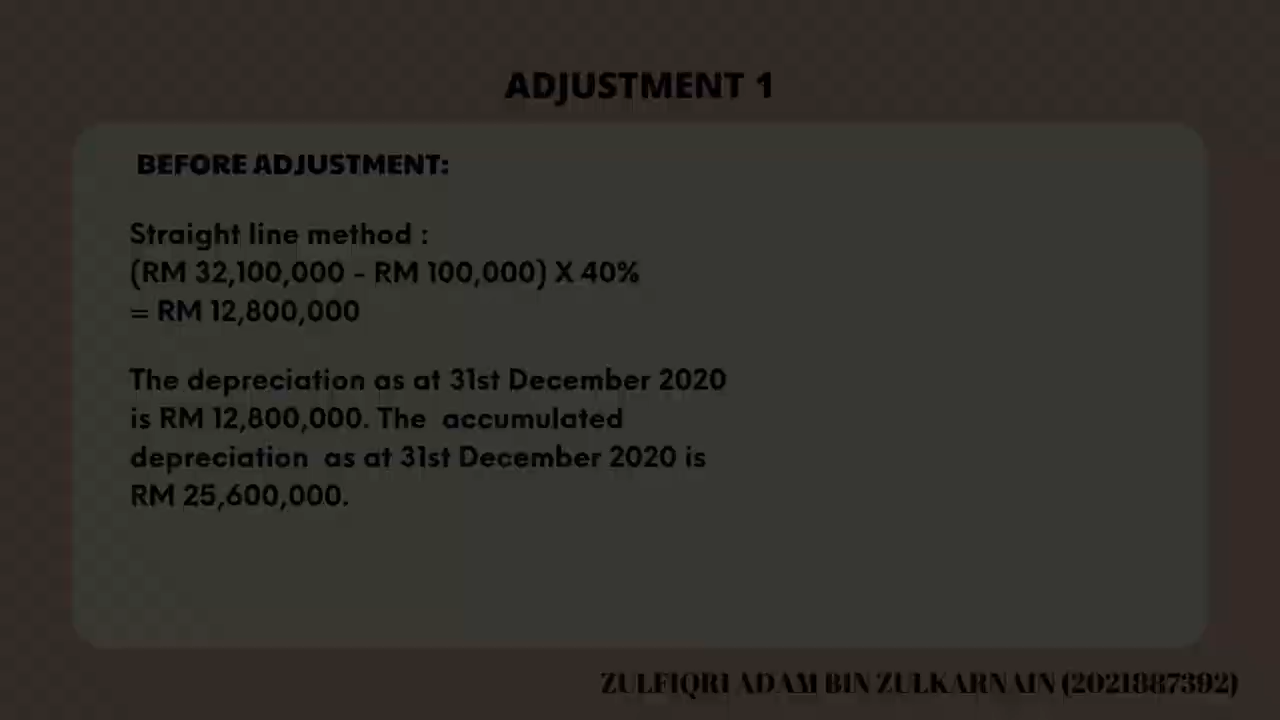 ADJUSTMENT 1
BEFORE ADJUSTMENT:
Straight line method :
(RM 32,100,000 - RM 100,000) X 40%
= RM 12,800,000
The depreciation as at 31st December 2020
is RM 12,800,000. The accumulated
depreciation as at 31st December 2020 is
RM 25,600,000.
ZULFIQRI ADAM BIN ZULKARNAIN (2021887392)